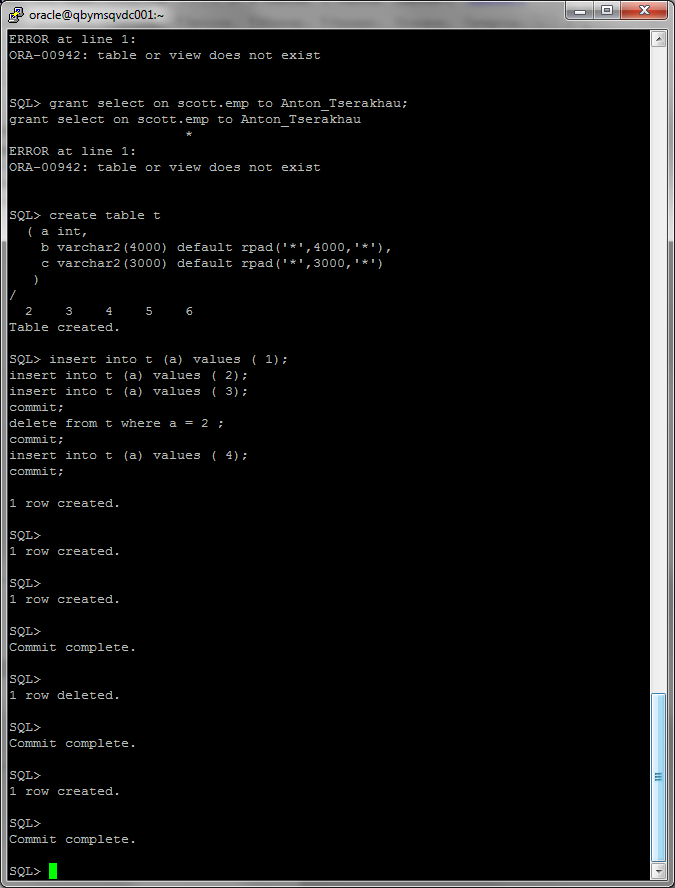 oracle@qbymsqvdc001:~
ERROR at line 1:
ORA-00942: table or view does not exist
SQL> grant select on scott.emp to Anton_Tserakhau;
grant select on scott.emp to Anton_Tserakhau
*
ERROR at line 1:
ORA-00942: table or view does not exist
SQL> create table t
( a int,
b varchar2(4000) default rpad('*',4000,'*'),
c varchar2(3000) default rpad('*',3000,'*')
)
/
2    3    4    5    6
Table created.
SQL> insert into t (a) values ( 1);
insert into t (a) values ( 2);
insert into t (a) values ( 3);
commit;
delete from t where a = 2 ;
commit;
insert into t (a) values ( 4);
commit;
1 row created.
SQL>
1 row created.
SQL>
1 row created.
SQL>
Commit complete.
SQL>
1 row deleted.
SQL>
Commit complete.
SQL>
1 row created.
SQL>
Commit complete.
SQL>